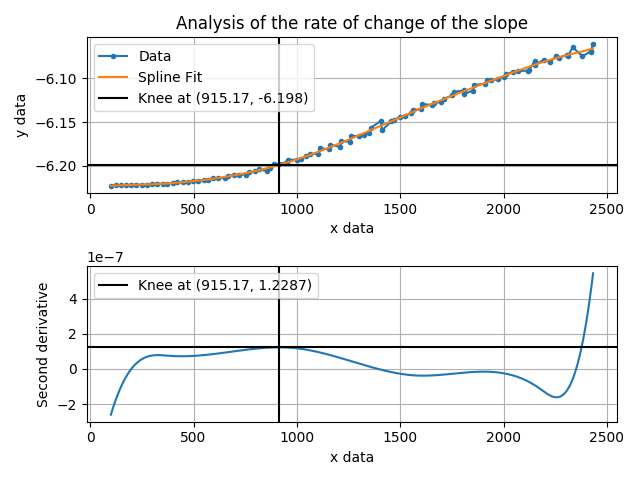 Analysis of the rate of change of the slope
Data
Spline Fit
Knee at (915.17, -6.198)
y data
−6.10
−6.15
−6.20
0
500
1000
1500
2000
2500
x data
1e−7
Knee at (915.17, 1.2287)
Second derivative
4
2
0
−2
0
500
1000
1500
2000
2500
x data